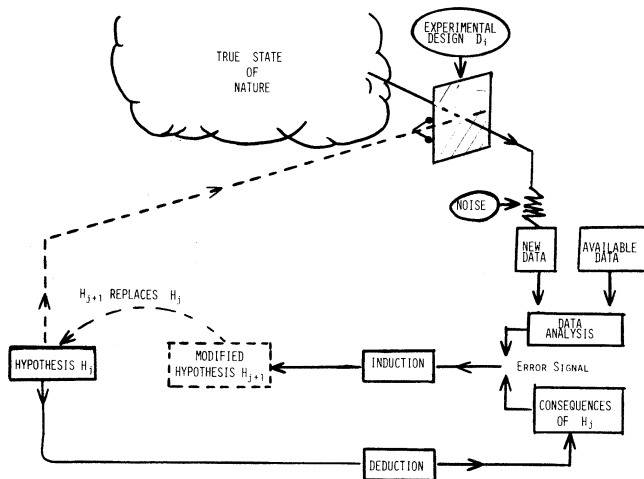 TRUE STATE
OF
NATURE
EXPERIMENTAL
DESIGN Di
NOISE
NEW
DATA
AVAILABLE
DATA
Hj+1 REPLACES Hj
DATA
ANALYSIS
HYPOTHESIS Hj
MODIFIED
HYPOTHESIS Hj+1
INDUCTION
ERROR SIGNAL
CONSEQUENCES
OF Hj
DEDUCTION